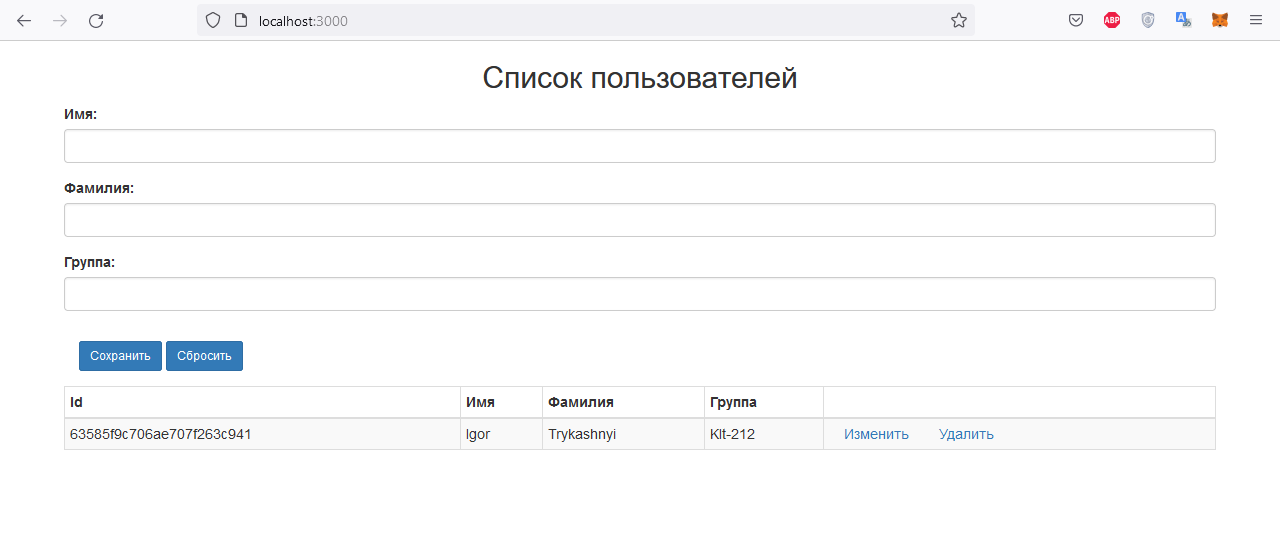 localhost:3000
ABP
Список пользователей
Имя:
Фамилия:
Группа:
Сохранить Сбросить
Id Имя Фамилия Группа
63585f9c706ae707f263c941 Igor Trykashnyi KIt-212 Изменить Удалить